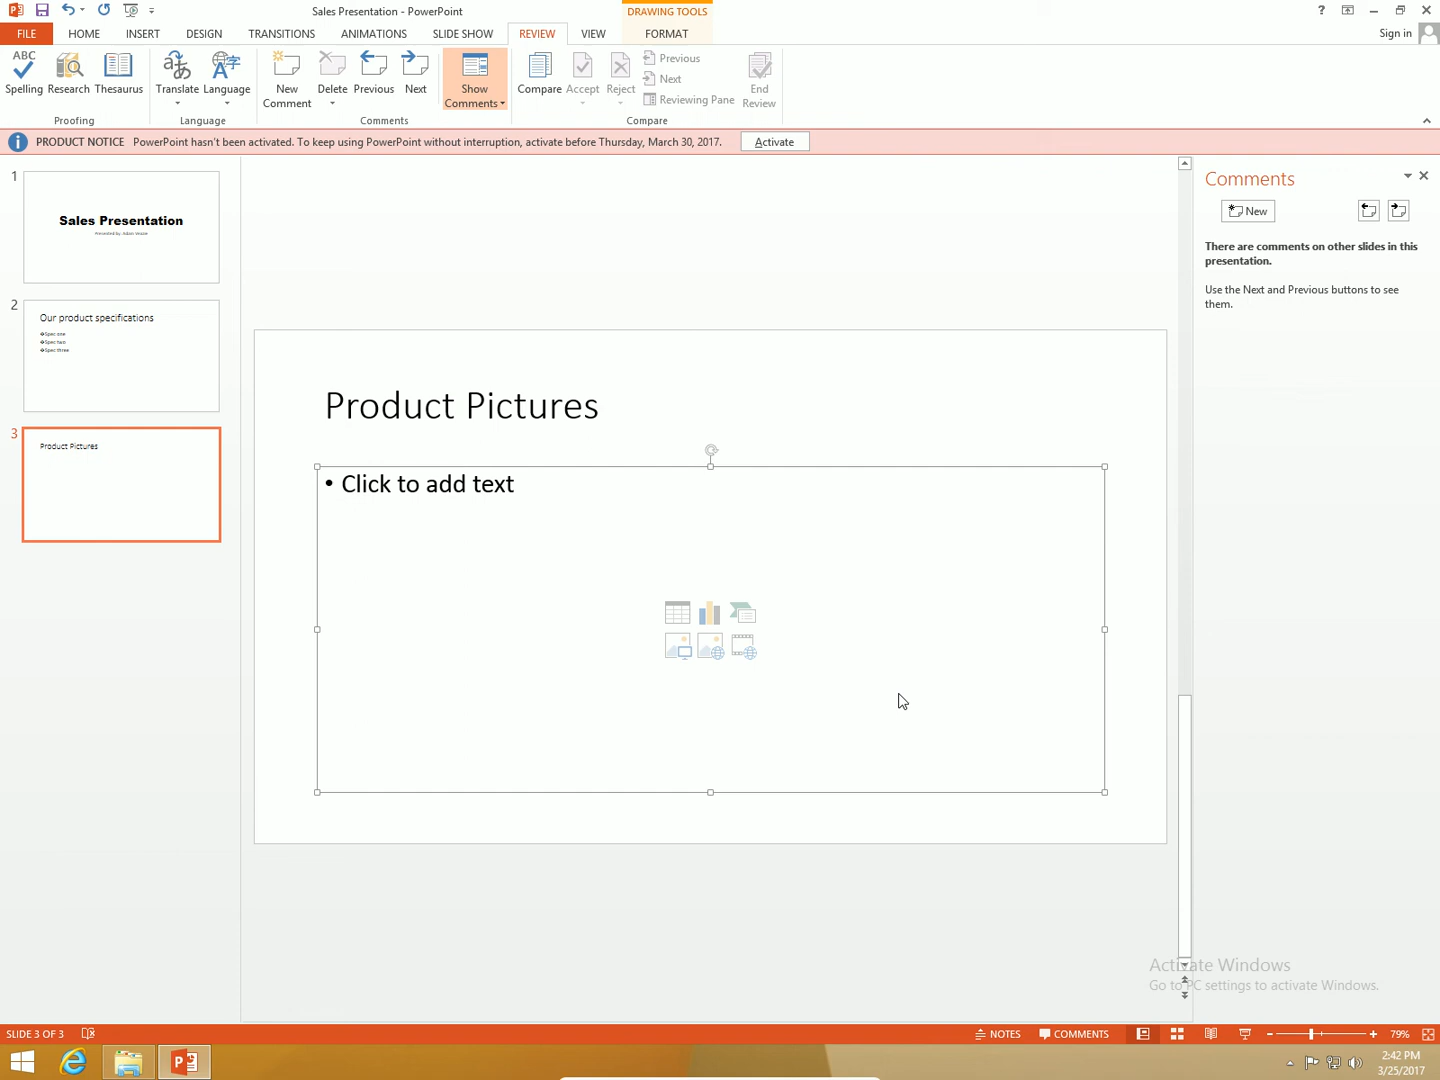 Sales Presentation - PowerPoint
DRAWING TOOLS
?
FILE HOME INSERT DESIGN TRANSITIONS ANIMATIONS SLIDE SHOW REVIEW VIEW FORMAT
Sign in
ABC
Spelling Research Thesaurus
Translate Language
New Comment
Delete Previous Next
Show Comments
Compare Accept Reject
Previous
Next
Reviewing Pane
End Review
Proofing Language Comments Compare
PRODUCT NOTICE PowerPoint hasn't been activated. To keep using PowerPoint without interruption, activate before Thursday, March 30, 2017. Activate
1
Sales Presentation
2
Our product specifications
❖Spec one
❖Spec two
❖Spec three
3
Product Pictures
Product Pictures
• Click to add text
Comments
New
There are comments on other slides in this
presentation.
Use the Next and Previous buttons to see
them.
Activate Windows
Go to PC settings to activate Windows.
SLIDE 3 OF 3
NOTES COMMENTS 79%
2:42 PM
3/25/2017